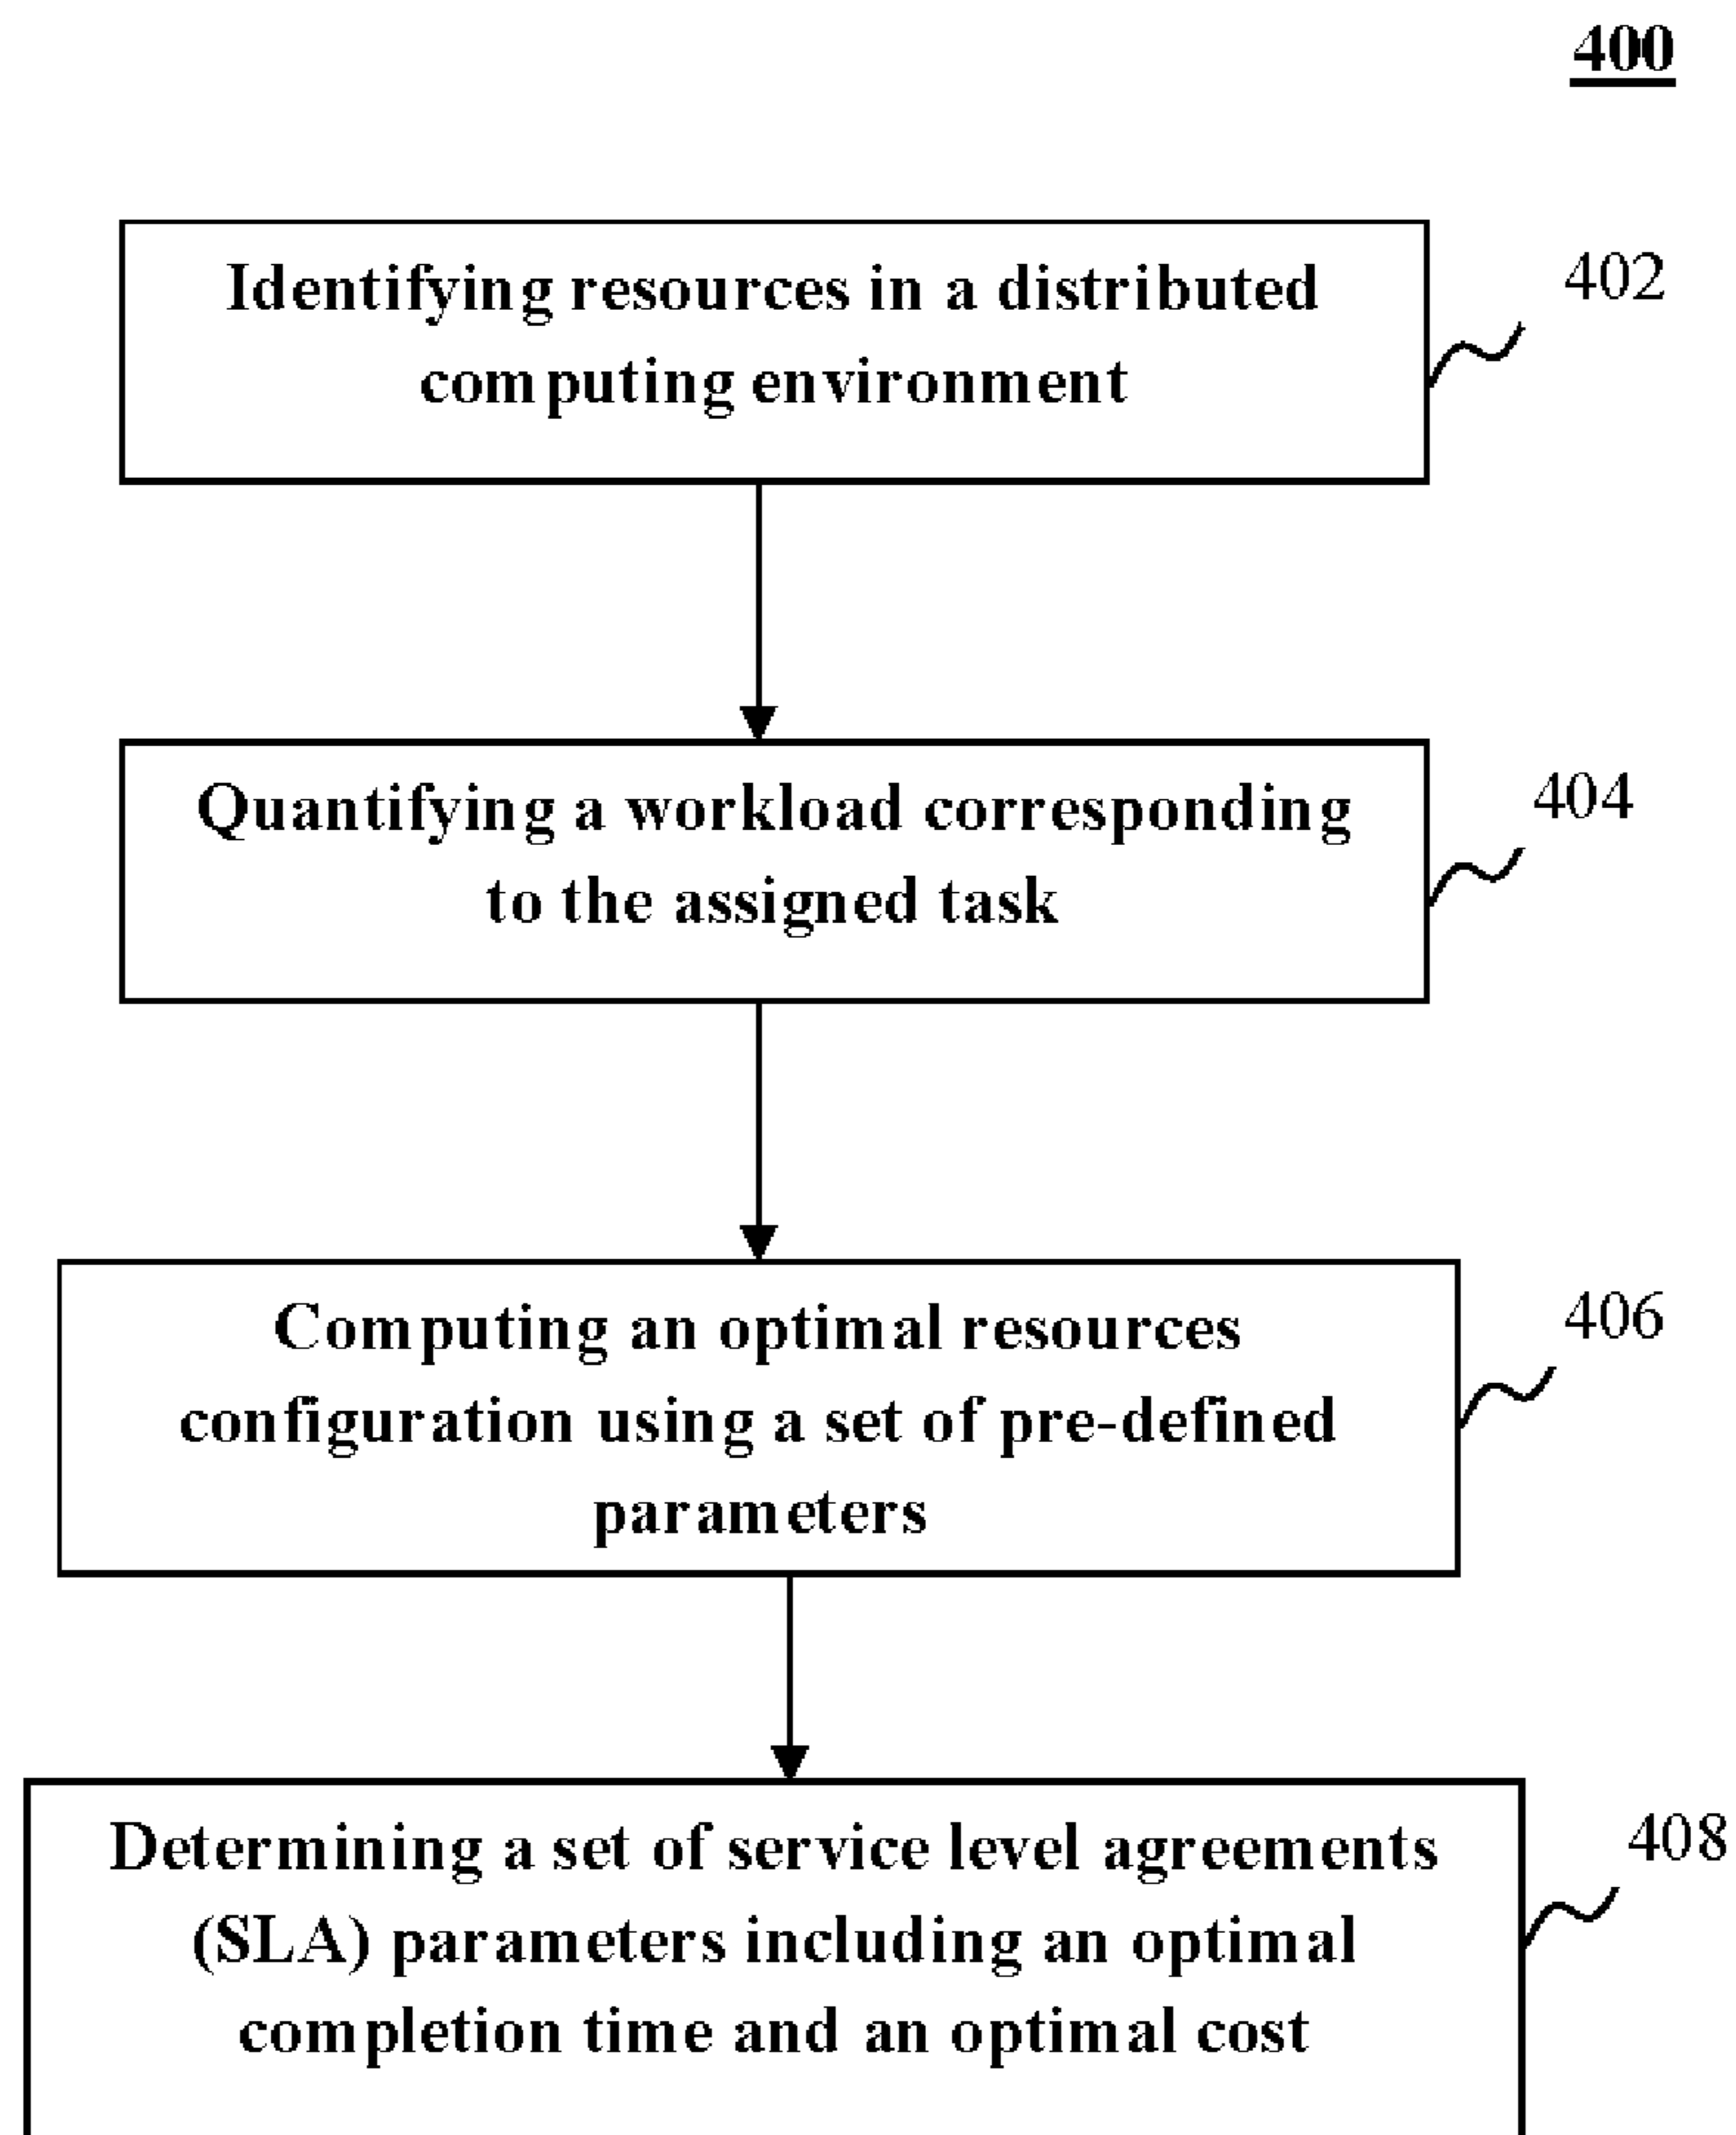 400
Identifying resources in a distributed
computing environment
402
Quantifying a workload corresponding
to the assigned task
404
Computing an optimal resources
configuration using a set of pre-defined
parameters
406
Determining a set of service level agreements
(SLA) parameters including an optimal
completion time and an optimal cost
408